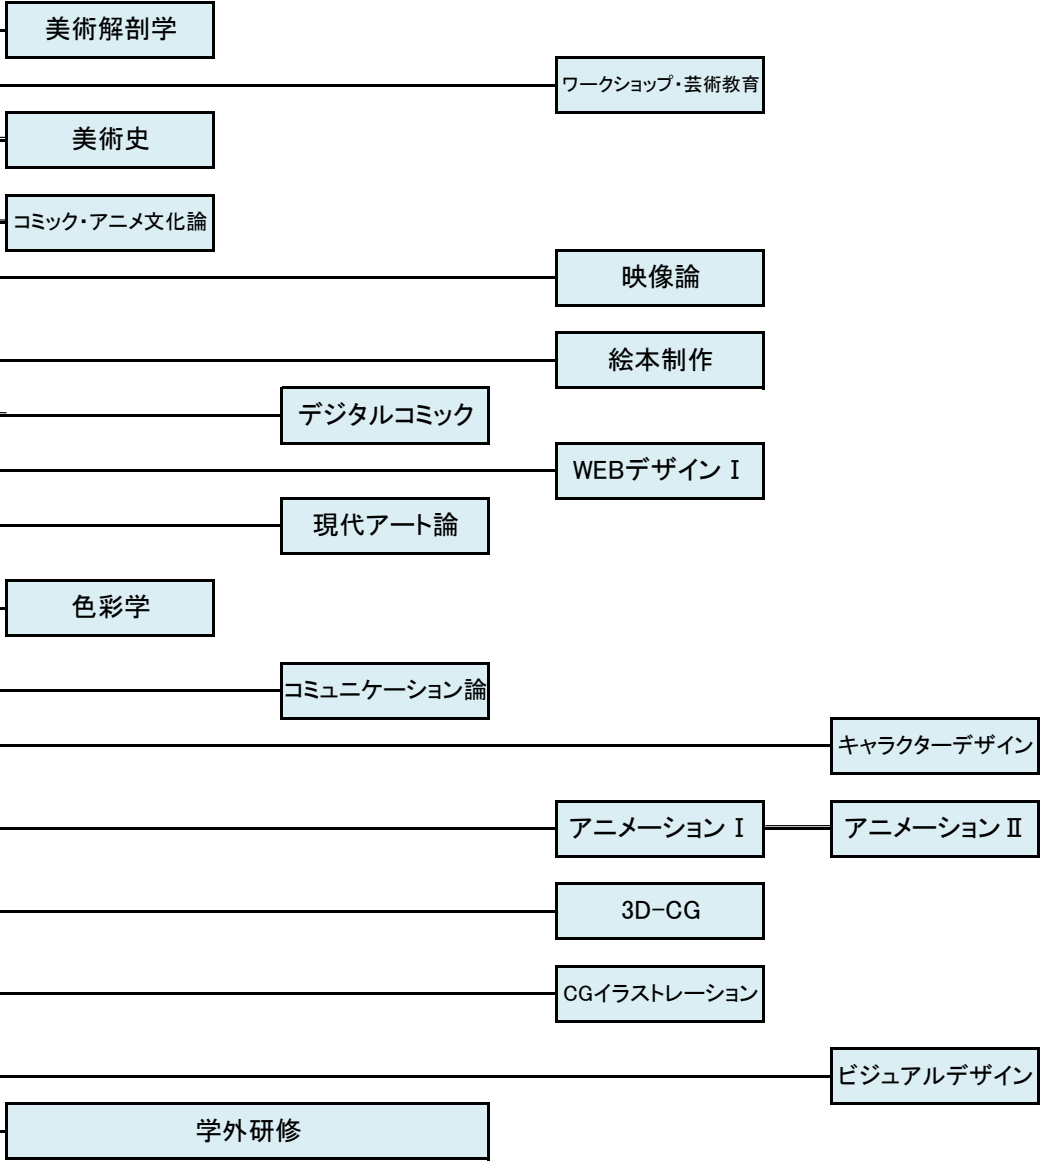 美術解剖学
ワークショップ・芸術教育
美術史
コミック・アニメ文化論
映像論
絵本制作
デジタルコミック
WEBデザインⅠ
現代アート論
色彩学
コミュニケーション論
キャラクターデザイン
アニメーションⅠ
アニメーションⅡ
3D-CG
CGイラストレーション
ビジュアルデザイン
学外研修